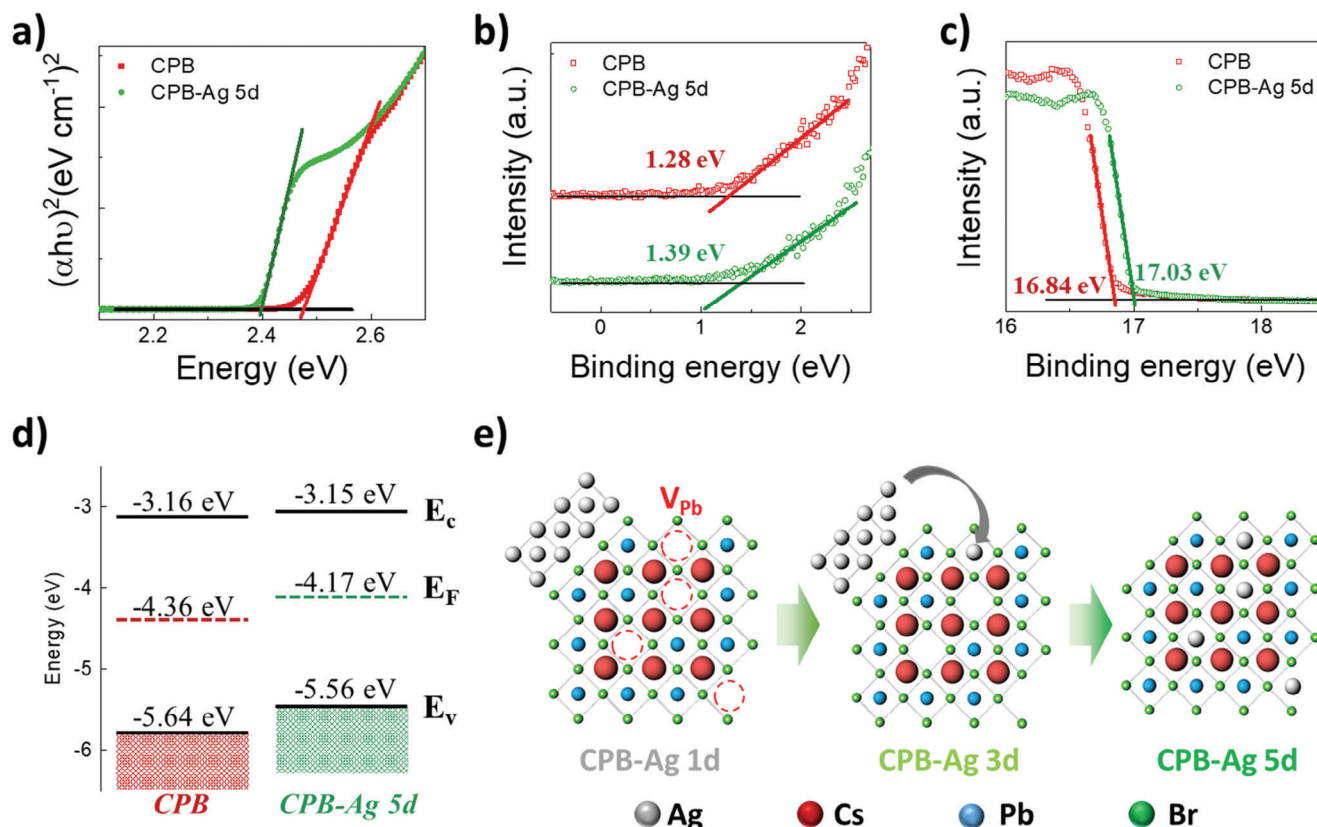 a)
(αhυ)²(eV cm⁻¹)²
CPB
CPB-Ag 5d
2.2
2.4
2.6
Energy (eV)
b)
Intensity (a.u.)
CPB
CPB-Ag 5d
1.28 eV
1.39 eV
0
1
2
Binding energy (eV)
c)
Intensity (a.u.)
CPB
CPB-Ag 5d
16.84 eV
17.03 eV
16
17
18
Binding energy (eV)
d)
Energy (eV)
-3
-4
-5
-6
-3.16 eV
-3.15 eV
Ec
-4.36 eV
-4.17 eV
EF
-5.64 eV
-5.56 eV
Ev
CPB
CPB-Ag 5d
e)
VPb
CPB-Ag 1d
CPB-Ag 3d
CPB-Ag 5d
Ag
Cs
Pb
Br